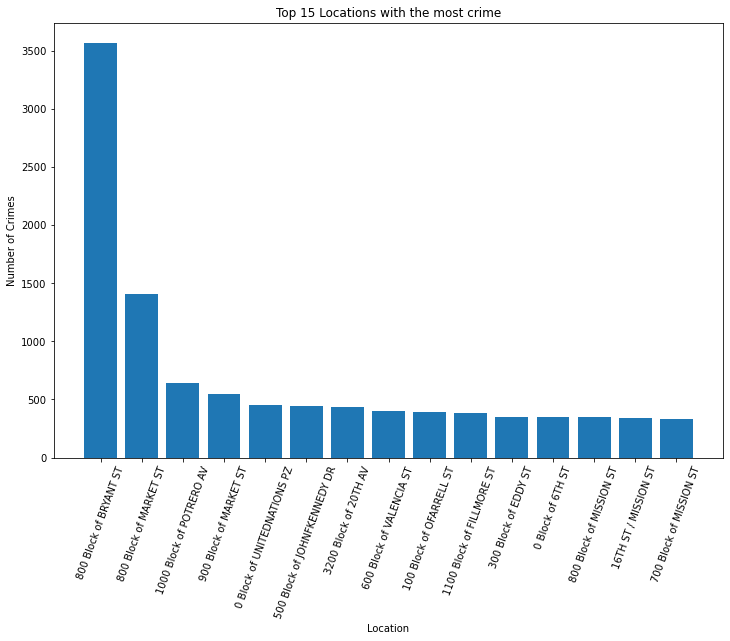 Top 15 Locations with the most crime
Number of Crimes
3500
3000
2500
2000
1500
1000
500
0
800 Block of BRYANT ST
800 Block of MARKET ST
1000 Block of POTRERO AV
900 Block of MARKET ST
0 Block of UNITEDNATIONS PZ
500 Block of JOHNFKENNEDY DR
3200 Block of 20TH AV
600 Block of VALENCIA ST
100 Block of OFARRELL ST
1100 Block of FILLMORE ST
300 Block of EDDY ST
0 Block of 6TH ST
800 Block of MISSION ST
16TH ST / MISSION ST
700 Block of MISSION ST
Location